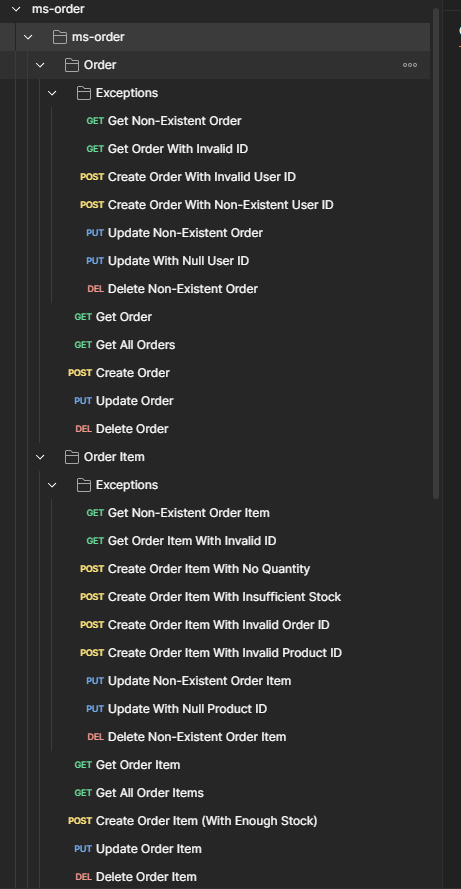 ms-order
ms-order
Order
Exceptions
GET Get Non-Existent Order
GET Get Order With Invalid ID
POST Create Order With Invalid User ID
POST Create Order With Non-Existent User ID
PUT Update Non-Existent Order
PUT Update With Null User ID
DEL Delete Non-Existent Order
GET Get Order
GET Get All Orders
POST Create Order
PUT Update Order
DEL Delete Order
Order Item
Exceptions
GET Get Non-Existent Order Item
GET Get Order Item With Invalid ID
POST Create Order Item With No Quantity
POST Create Order Item With Insufficient Stock
POST Create Order Item With Invalid Order ID
POST Create Order Item With Invalid Product ID
PUT Update Non-Existent Order Item
PUT Update With Null Product ID
DEL Delete Non-Existent Order Item
GET Get Order Item
GET Get All Order Items
POST Create Order Item (With Enough Stock)
PUT Update Order Item
DEL Delete Order Item